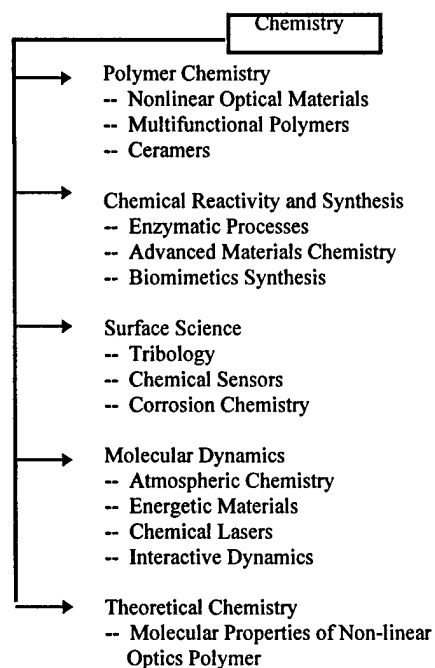 Chemistry
Polymer Chemistry
-- Nonlinear Optical Materials
-- Multifunctional Polymers
-- Ceramers
Chemical Reactivity and Synthesis
-- Enzymatic Processes
-- Advanced Materials Chemistry
-- Biomimetics Synthesis
Surface Science
-- Tribology
-- Chemical Sensors
-- Corrosion Chemistry
Molecular Dynamics
-- Atmospheric Chemistry
-- Energetic Materials
-- Chemical Lasers
-- Interactive Dynamics
Theoretical Chemistry
-- Molecular Properties of Non-linear
Optics Polymer